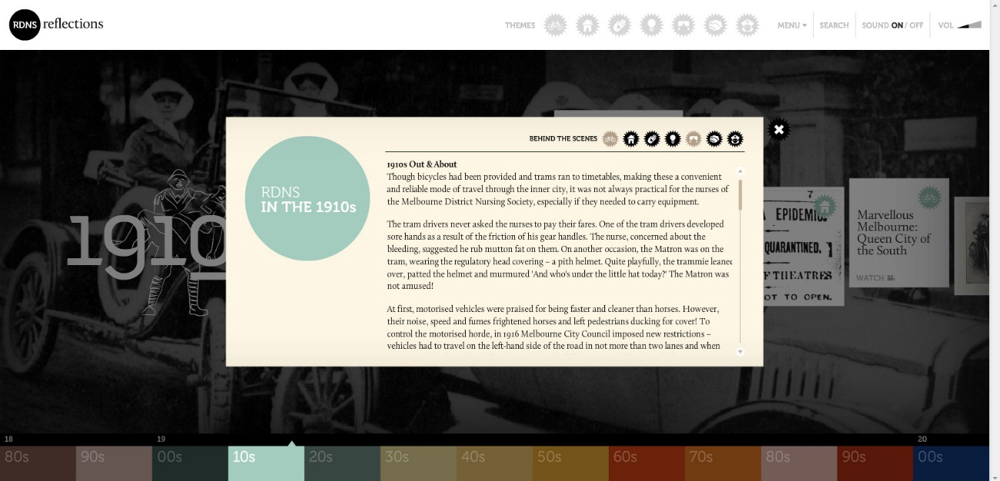 RDNS reflections
THEMES
MENU
SEARCH
SOUND ON / OFF
VOL
BEHIND THE SCENES
RDNS
IN THE 1910s
1910s Out & About
Though bicycles had been provided and trams ran to timetables, making these a convenient
and reliable mode of travel through the inner city, it was not always practical for the nurses of
the Melbourne District Nursing Society, especially if they needed to carry equipment.
The tram drivers never asked the nurses to pay their fares. One of the tram drivers developed
sore hands as a result of the friction of his gear handles. The nurse, concerned about the
bleeding, suggested he rub mutton fat on them. On another occasion, the Matron was on the
tram, wearing the regulatory head covering – a pith helmet. Quite playfully, the trammie leaned
over, patted the helmet and murmured 'And who's under the little hat today?' The Matron was
not amused!
At first, motorised vehicles were praised for being faster and cleaner than horses. However,
their noise, speed and fumes frightened horses and left pedestrians ducking for cover! To
control the motorised horde, in 1916 Melbourne City Council imposed new restrictions –
vehicles had to travel on the left-hand side of the road in not more than two lanes and when
1910
7
EPIDEMIC
QUARANTINED.
THEATRES
OT TO OPEN.
Marvellous
Melbourne:
Queen City of
the South
WATCH
18
19
20
80s
90s
00s
10s
20s
30s
40s
50s
60s
70s
80s
90s
00s